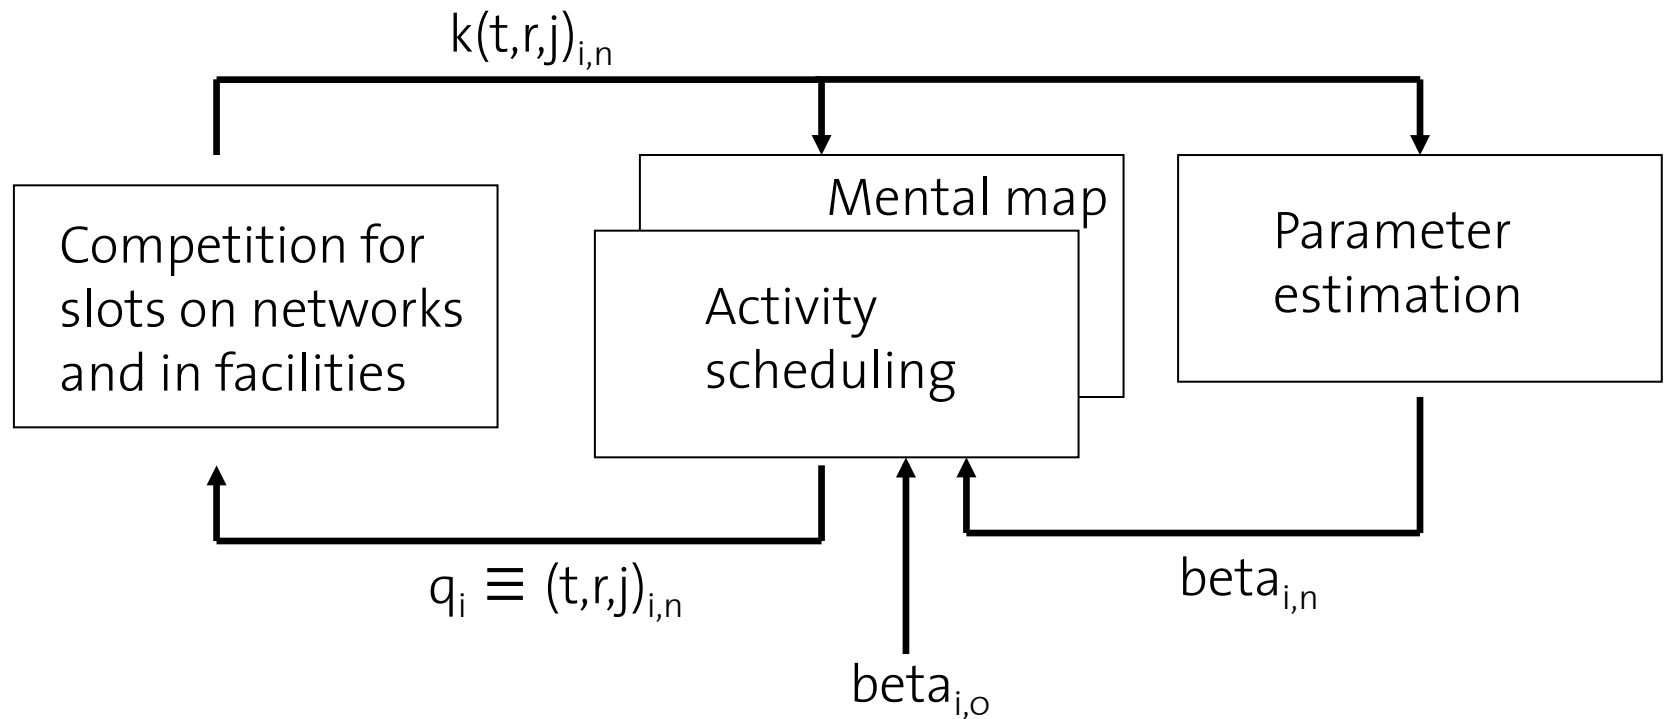 k(t,r,j)i,n
Mental map
Competition for
slots on networks
and in facilities
Activity
scheduling
Parameter
estimation
qi ≡ (t,r,j)i,n
betai,n
betai,o